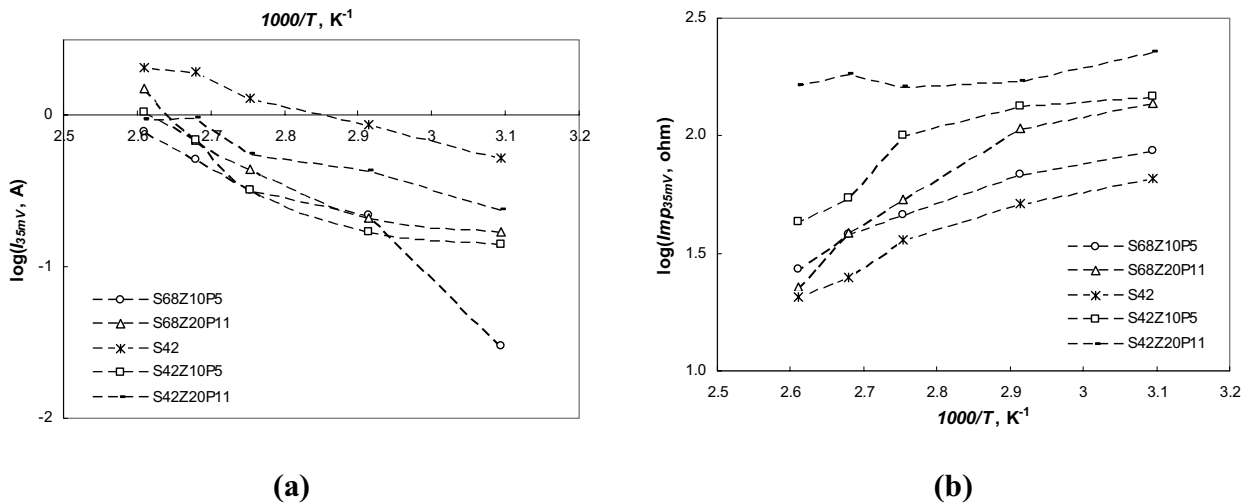 1000/T, K-1
2.5 2.6 2.7 2.8 2.9 3 3.1 3.2
0
-1
-2
log(I35mV), A)
S68Z10P5
S68Z20P11
S42
S42Z10P5
S42Z20P11
(a)
2.5
2.0
1.5
1.0
log(Imp35mV, ohm)
S68Z10P5
S68Z20P11
S42
S42Z10P5
S42Z20P11
2.5 2.6 2.7 2.8 2.9 3 3.1 3.2
1000/T, K-1
(b)